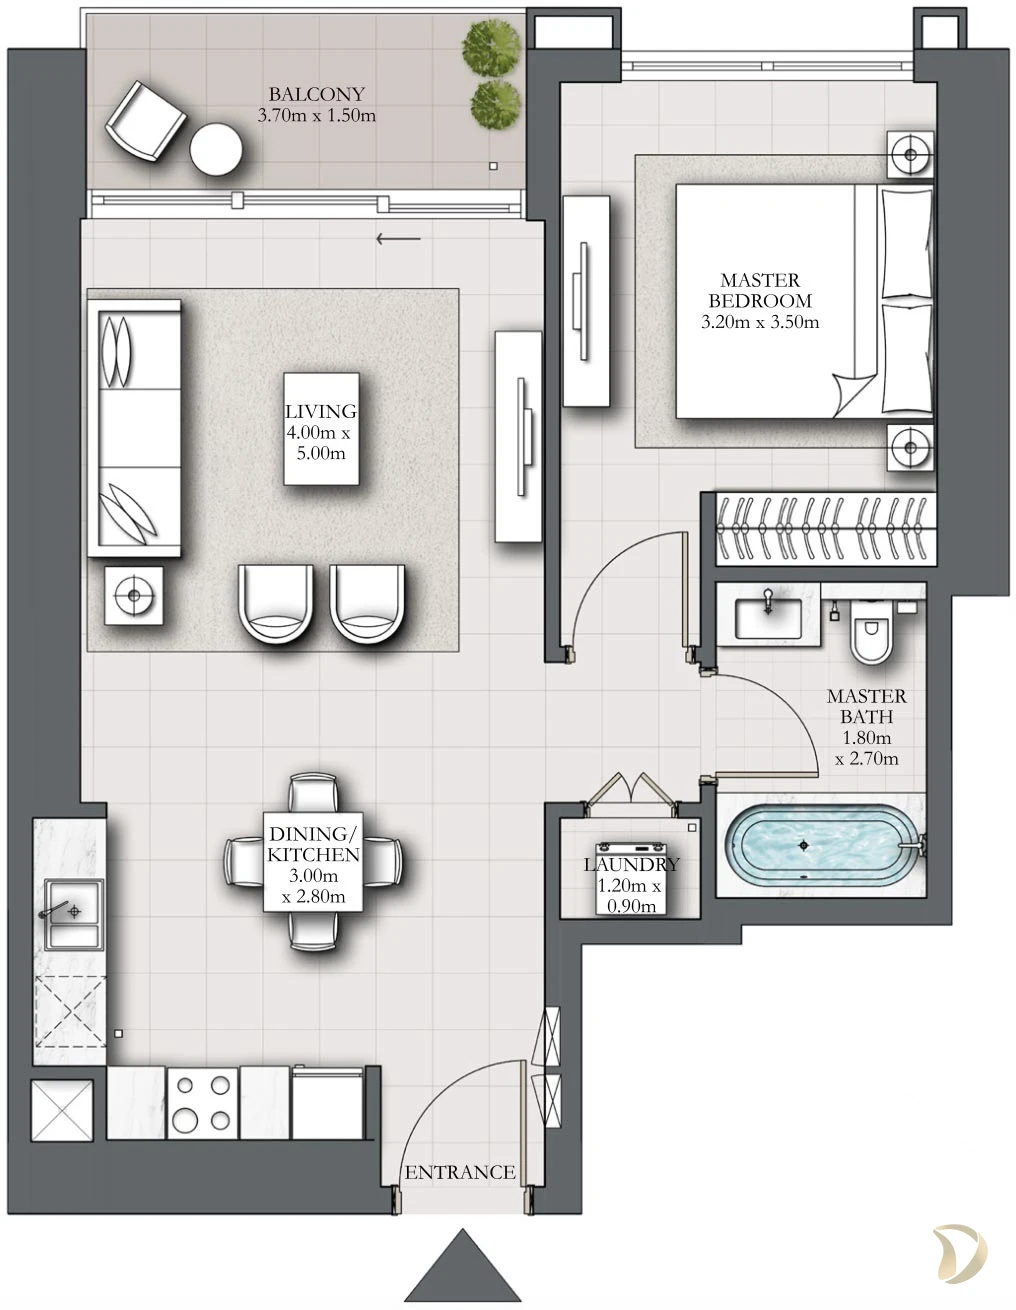 BALCONY
3.70m x 1.50m
MASTER
BEDROOM
3.20m x 3.50m
LIVING
4.00m x
5.00m
MASTER
BATH
1.80m
x 2.70m
DINING/
KITCHEN
3.00m
x 2.80m
LAUNDRY
1.20m x
0.90m
ENTRANCE